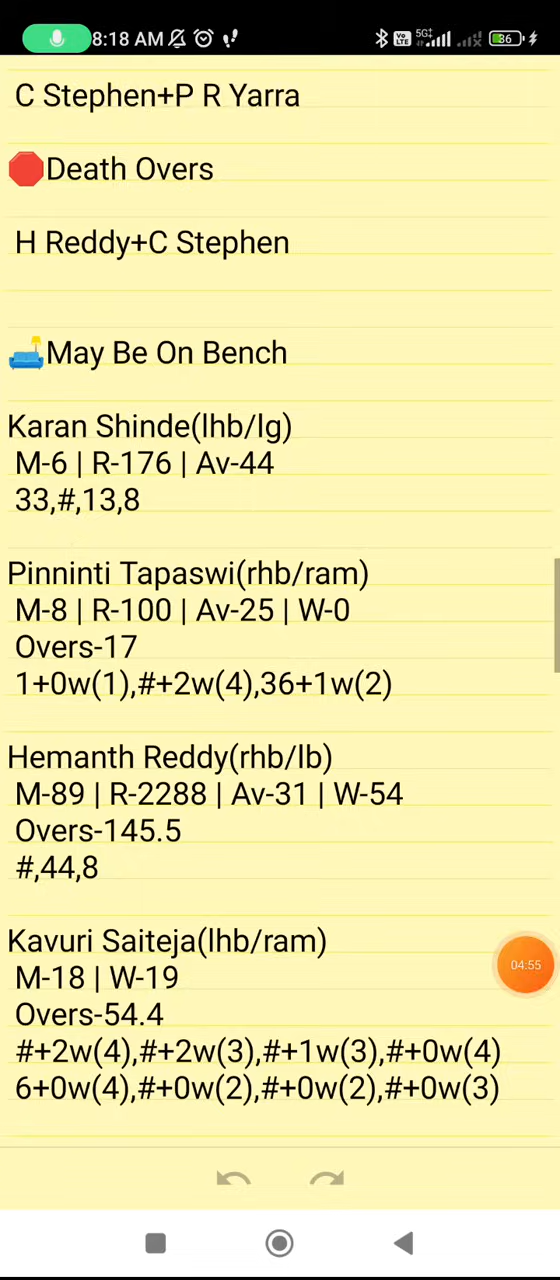 8:18 AM
Vo LTE 5G+ 36
C Stephen+P R Yarra
🛑Death Overs
H Reddy+C Stephen
🛋️May Be On Bench
Karan Shinde(lhb/lg)
M-6 | R-176 | Av-44
33,#,13,8
Pinninti Tapaswi(rhb/ram)
M-8 | R-100 | Av-25 | W-0
Overs-17
1+0w(1),#+2w(4),36+1w(2)
Hemanth Reddy(rhb/lb)
M-89 | R-2288 | Av-31 | W-54
Overs-145.5
#,44,8
Kavuri Saiteja(lhb/ram)
M-18 | W-19
04:55
Overs-54.4
#+2w(4),#+2w(3),#+1w(3),#+0w(4)
6+0w(4),#+0w(2),#+0w(2),#+0w(3)